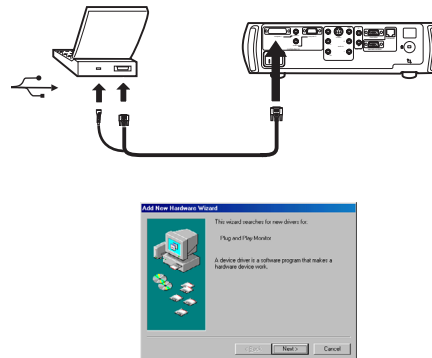 Add New Hardware Wizard
This wizard searches for new drivers for:
Plug and Play Monitor
A device driver is a software program that makes a
hardware device work.
< Back
Next >
Cancel